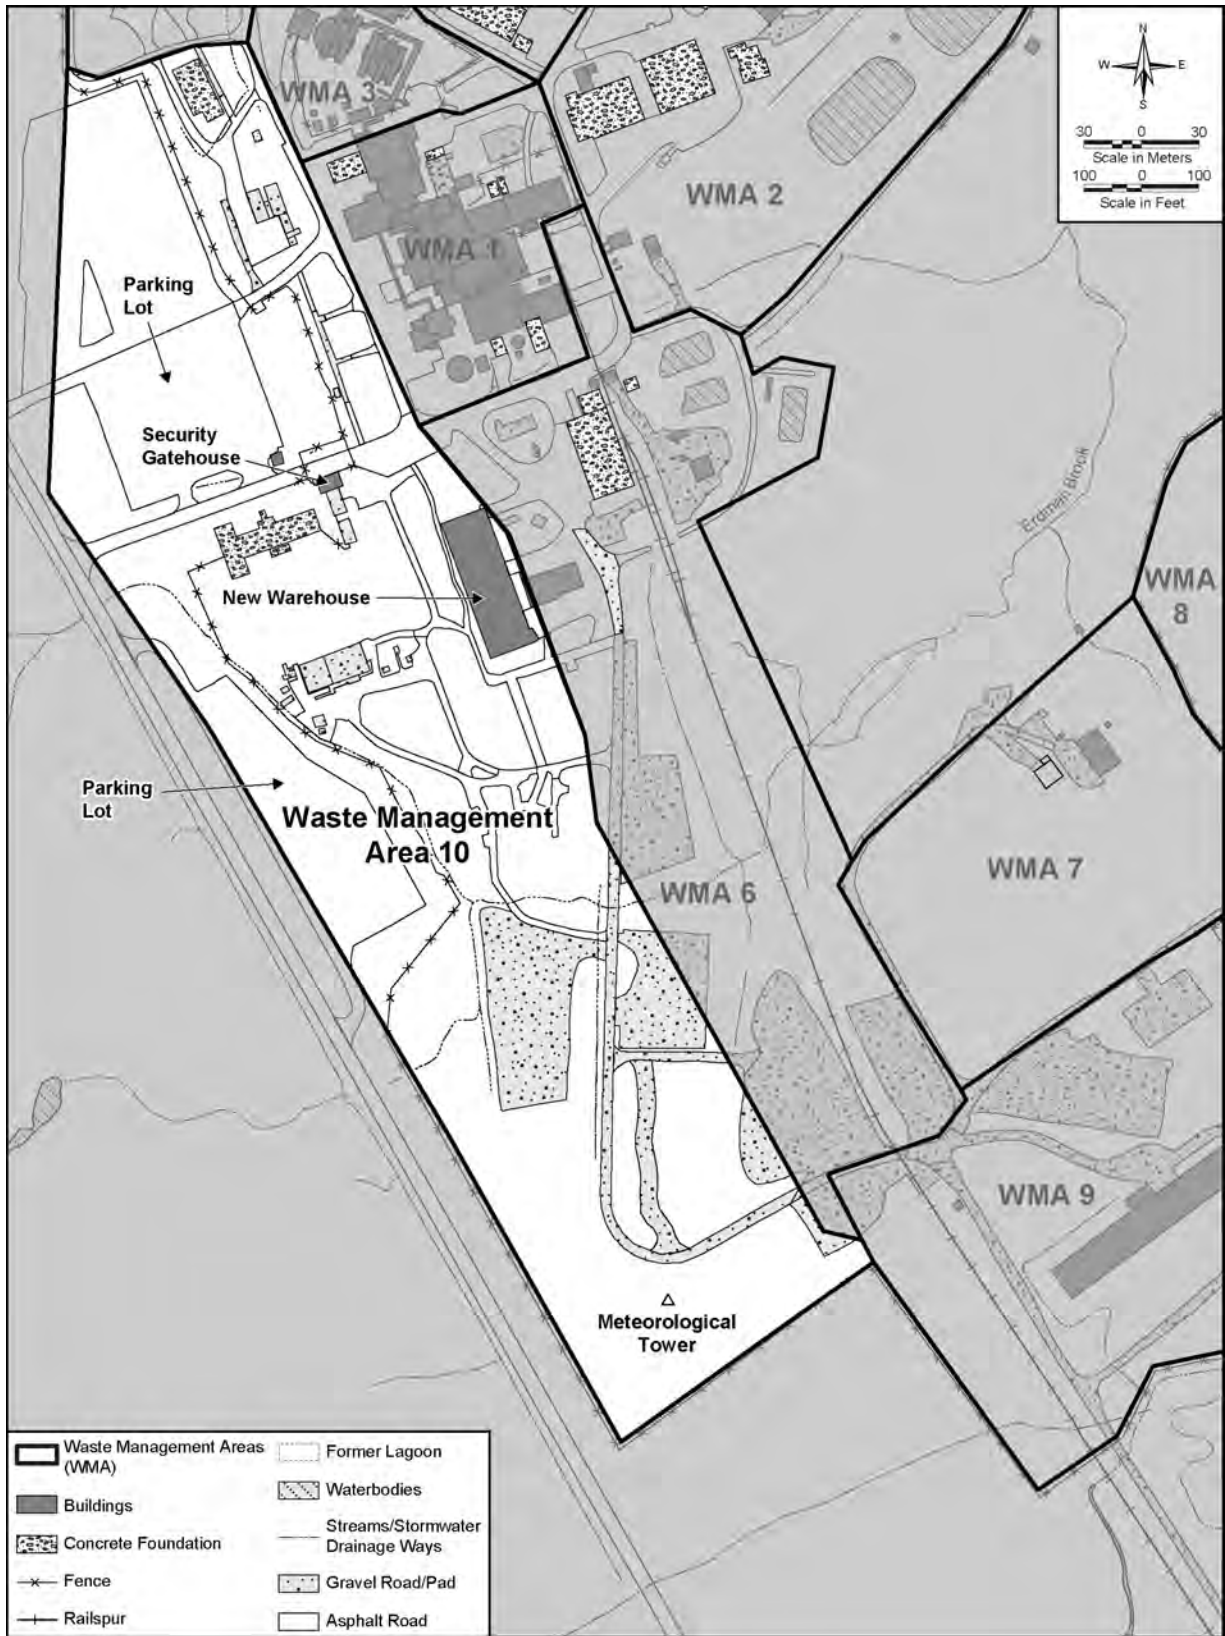 WMA 3
N
W
E
S
30 0 30
Scale in Meters
100 0 100
Scale in Feet
WMA 2
WMA 1
Parking
Lot
Security
Gatehouse
Erdman Brook
WMA
8
New Warehouse
Parking
Lot
Waste Management
Area 10
WMA 7
WMA 6
WMA 9
Meteorological
Tower
Waste Management Areas
(WMA)
Buildings
Concrete Foundation
Fence
Railspur
Former Lagoon
Waterbodies
Streams/Stormwater
Drainage Ways
Gravel Road/Pad
Asphalt Road